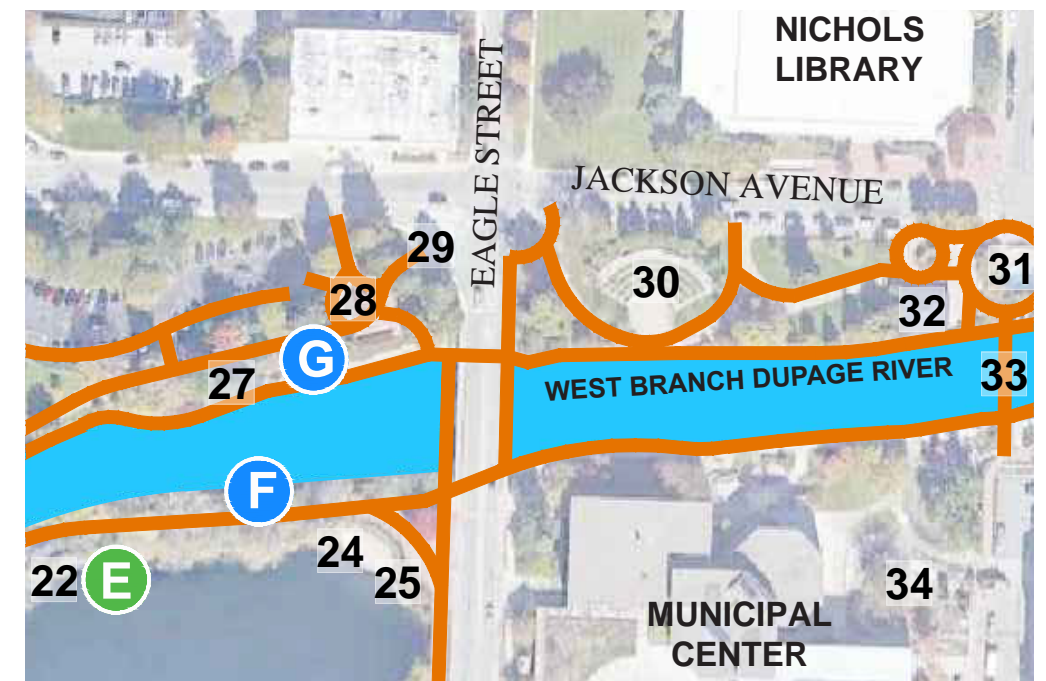 NICHOLS
LIBRARY
EAGLE STREET
JACKSON AVENUE
29
30
31
28
32
G
27
WEST BRANCH DUPAGE RIVER
33
F
24
22
E
25
34
MUNICIPAL
CENTER